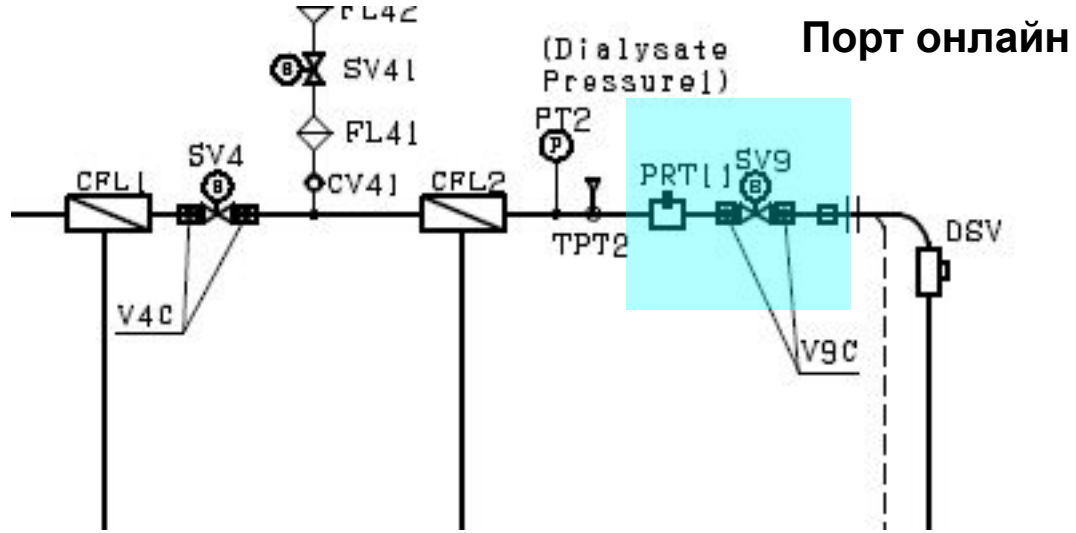 FL42
Порт онлайн
SV41
(Dialysate
Pressure1)
FL41
PT2
SV4
SV9
CFL1
CV41
CFL2
PRT11
TPT2
DSV
V4C
V9C
B
B
P
B